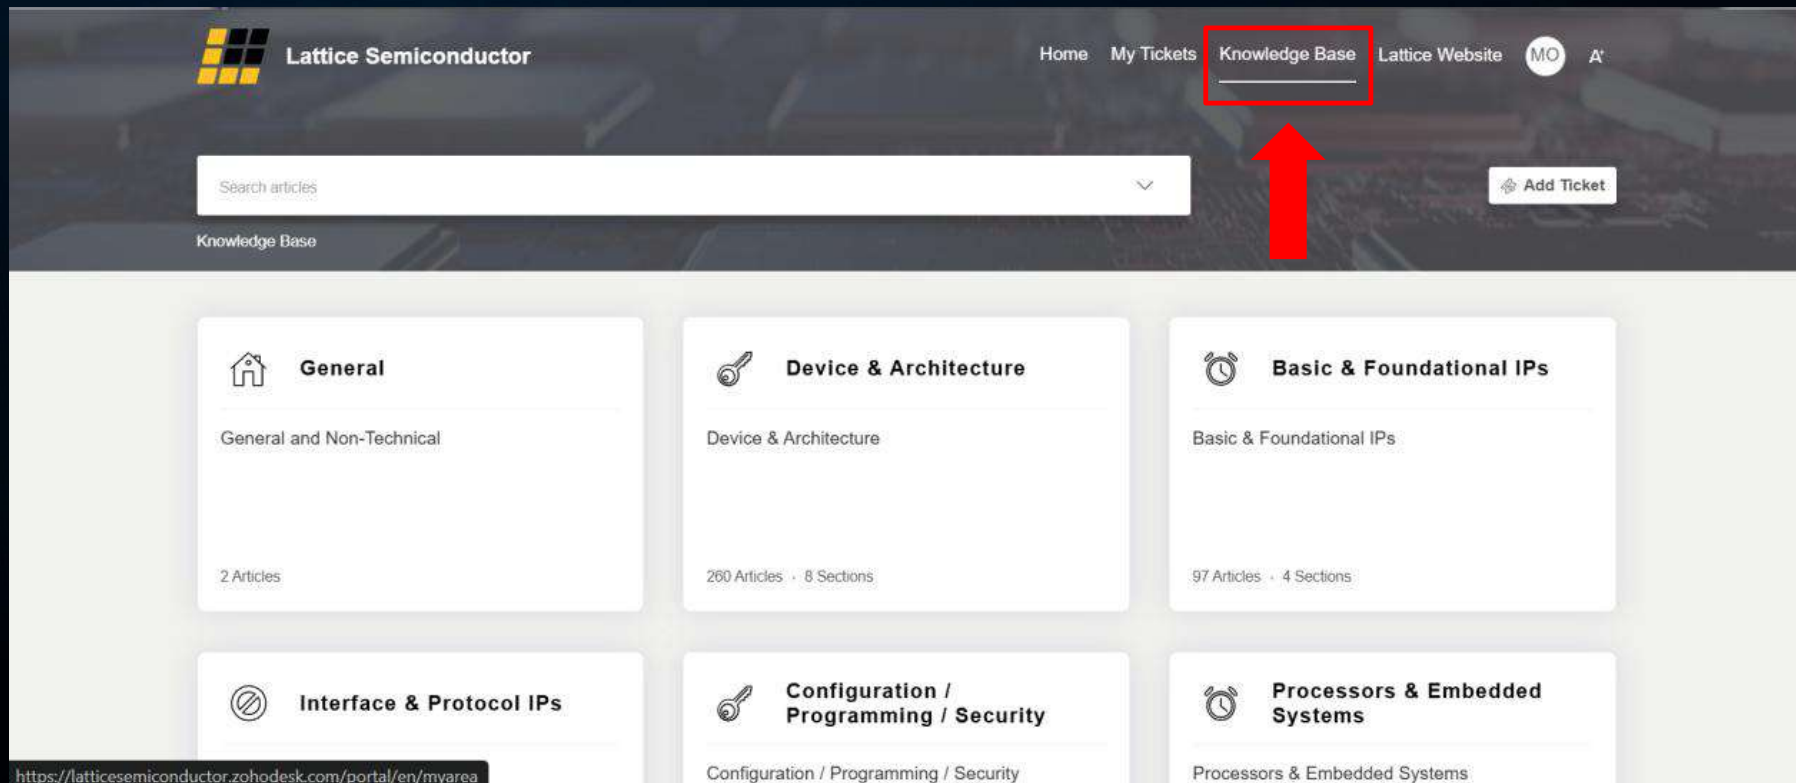 Lattice Semiconductor
Home My Tickets Knowledge Base Lattice Website MO A+
Search articles
Add Ticket
Knowledge Base
General
Device & Architecture
Basic & Foundational IPs
General and Non-Technical
Device & Architecture
Basic & Foundational IPs
2 Articles
260 Articles · 8 Sections
97 Articles · 4 Sections
Interface & Protocol IPs
Configuration /
Programming / Security
Processors & Embedded
Systems
Configuration / Programming / Security
Processors & Embedded Systems
https://latticesemiconductor.zohodesk.com/portal/en/myarea